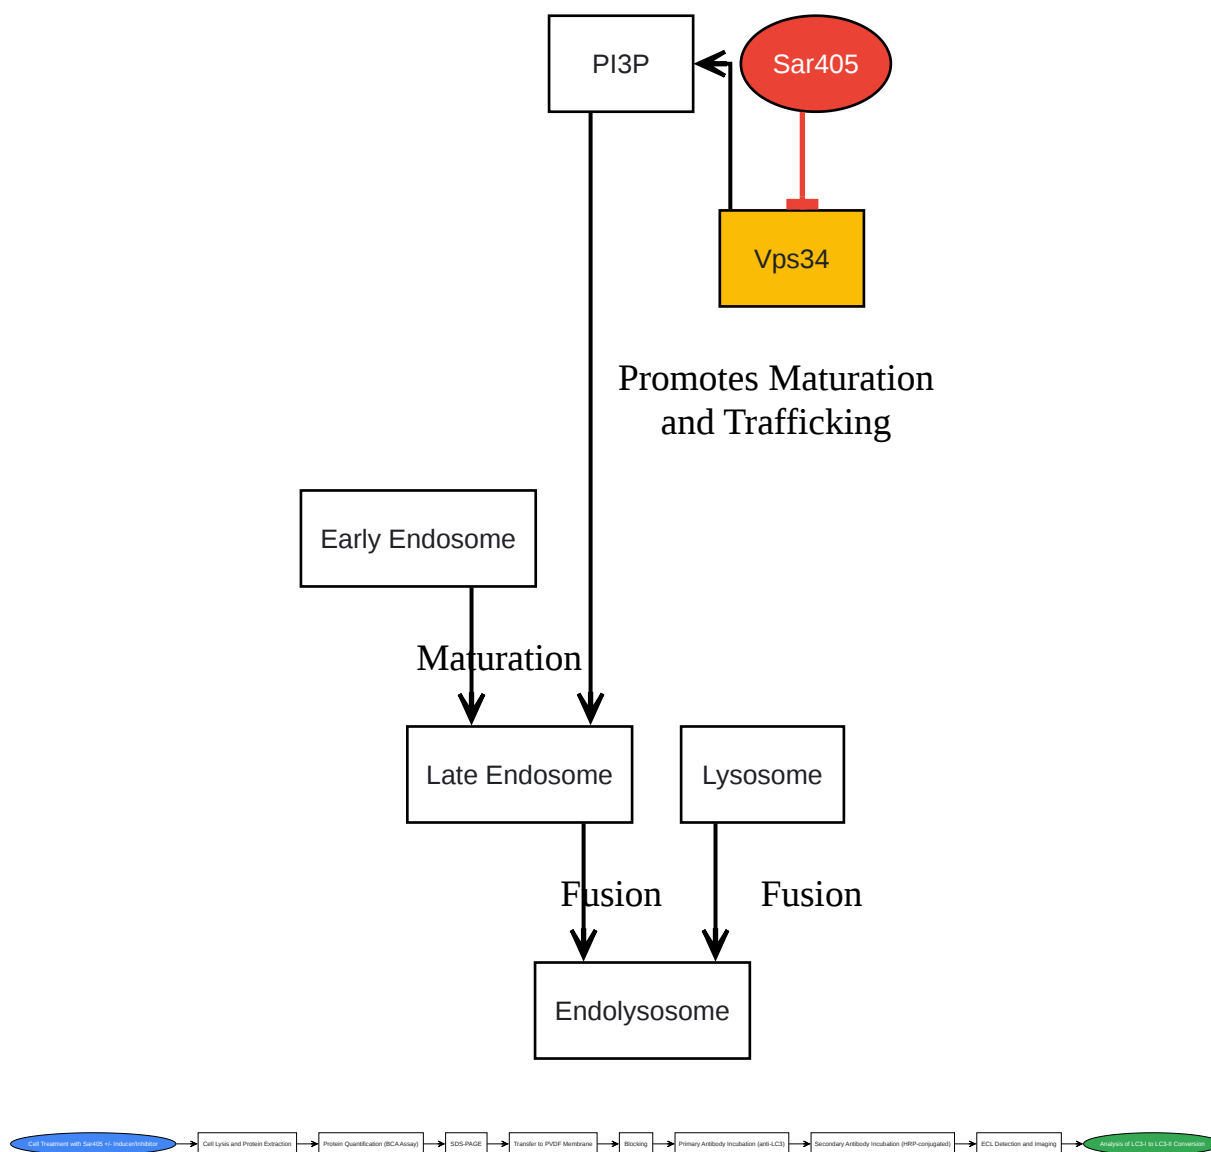 PI3P
Sar405
Vps34
Promotes Maturation
and Trafficking
Early Endosome
Maturation
Late Endosome
Lysosome
Fusion
Fusion
Endolysosome
Cell Treatment with Sar405 +/- Inducer/Inhibitor
Cell Lysis and Protein Extraction
Protein Quantification (BCA Assay)
SDS-PAGE
Transfer to PVDF Membrane
Blocking
Primary Antibody Incubation (anti-LC3)
Secondary Antibody Incubation (HRP-conjugated)
ECL Detection and Imaging
Analysis of LC3-I to LC3-II Conversion